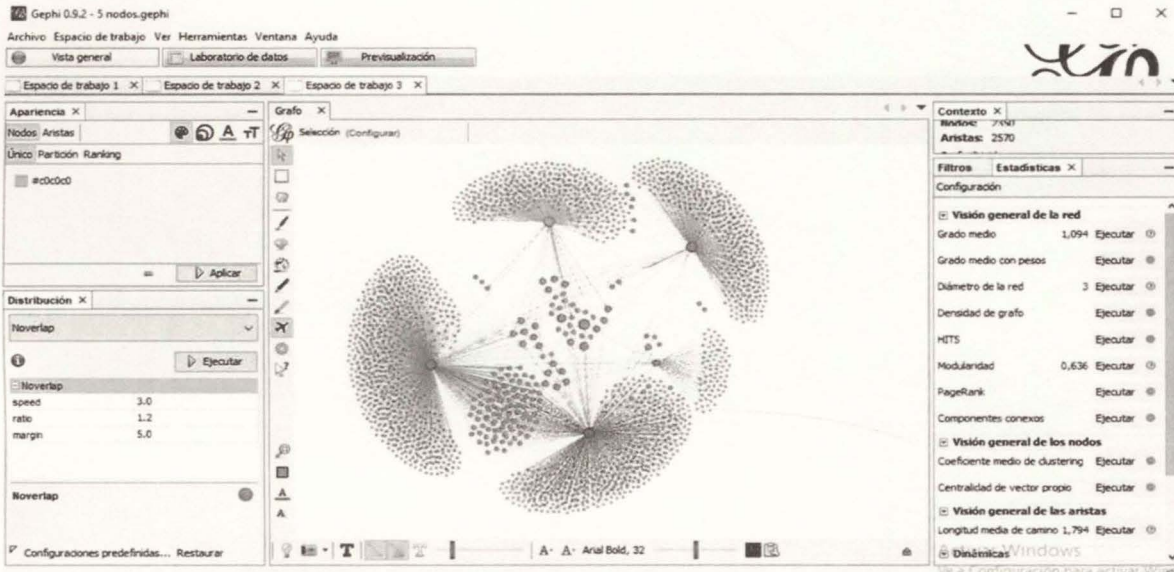 Gephi 0.9.2 - 5 nodos.gephi
Archivo Espacio de trabajo Ver Herramientas Ventana Ayuda
Vista general Laboratorio de datos Previsualización
Espacio de trabajo 1 × Espacio de trabajo 2 × Espacio de trabajo 3 ×
Apariencia ×
Nodos Aristas
Único Partición Ranking
#c0c0c0
Aplicar
Distribución ×
Noverlap
Ejecutar
Noverlap
speed 3.0
ratio 1.2
margin 5.0
Noverlap
Configuraciones predefinidas... Restaurar
Grafo ×
Selección (Configurar)
A- A- Arial Bold, 32
Contexto ×
Nodos:
Aristas: 2570
Filtros Estadísticas ×
Configuración
Visión general de la red
Grado medio 1,094 Ejecutar
Grado medio con pesos Ejecutar
Diámetro de la red 3 Ejecutar
Densidad de grafo Ejecutar
HITS Ejecutar
Modularidad 0,636 Ejecutar
PageRank Ejecutar
Componentes conexos Ejecutar
Visión general de los nodos
Coeficiente medio de clustering Ejecutar
Centralidad de vector propio Ejecutar
Visión general de las aristas
Longitud media de camino 1,794 Ejecutar
Dinámicas
Activar Windows
Ve a Configuración para activar